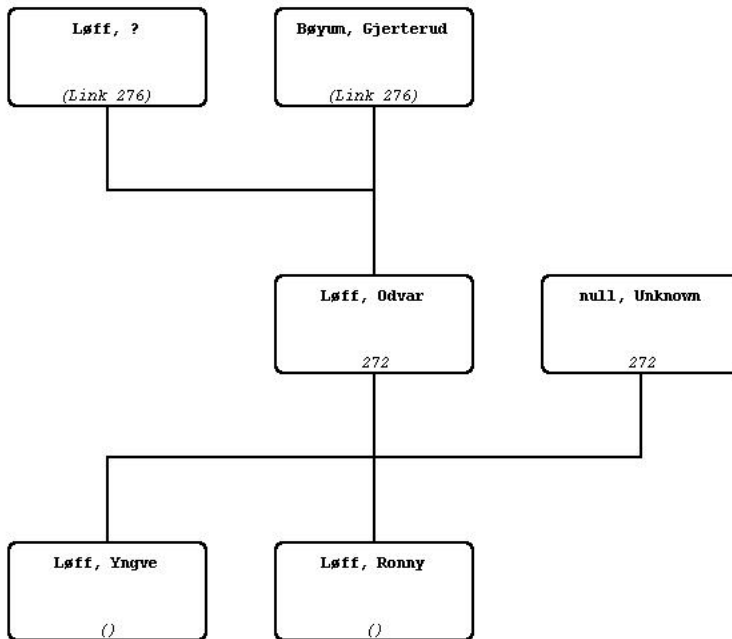 Løff, ?
Bøyum, Gjerterud
(Link 276)
(Link 276)
Løff, Odvar
null, Unknown
272
272
Løff, Yngve
Løff, Ronny
()
()